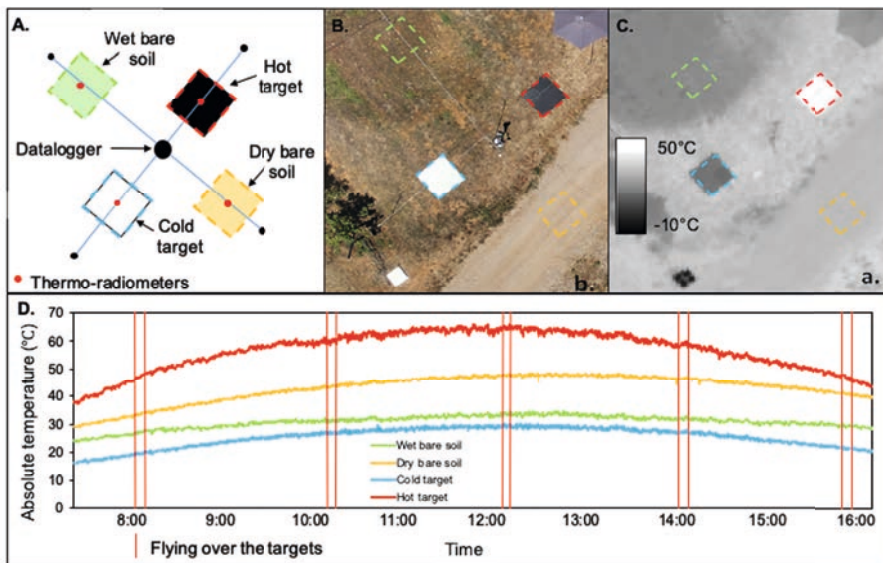 A.
Wet bare
soil
Hot
target
Datalogger
Dry bare
soil
Cold
target
Thermo-radiometers
B.
b.
C.
50°C
-10°C
a.
D.
Absolute temperature (°C)
70
60
50
40
30
20
10
0
Wet bare soil
Dry bare soil
Cold target
Hot target
8:00 9:00 10:00 11:00 12:00 13:00 14:00 15:00 16:00
Flying over the targets
Time